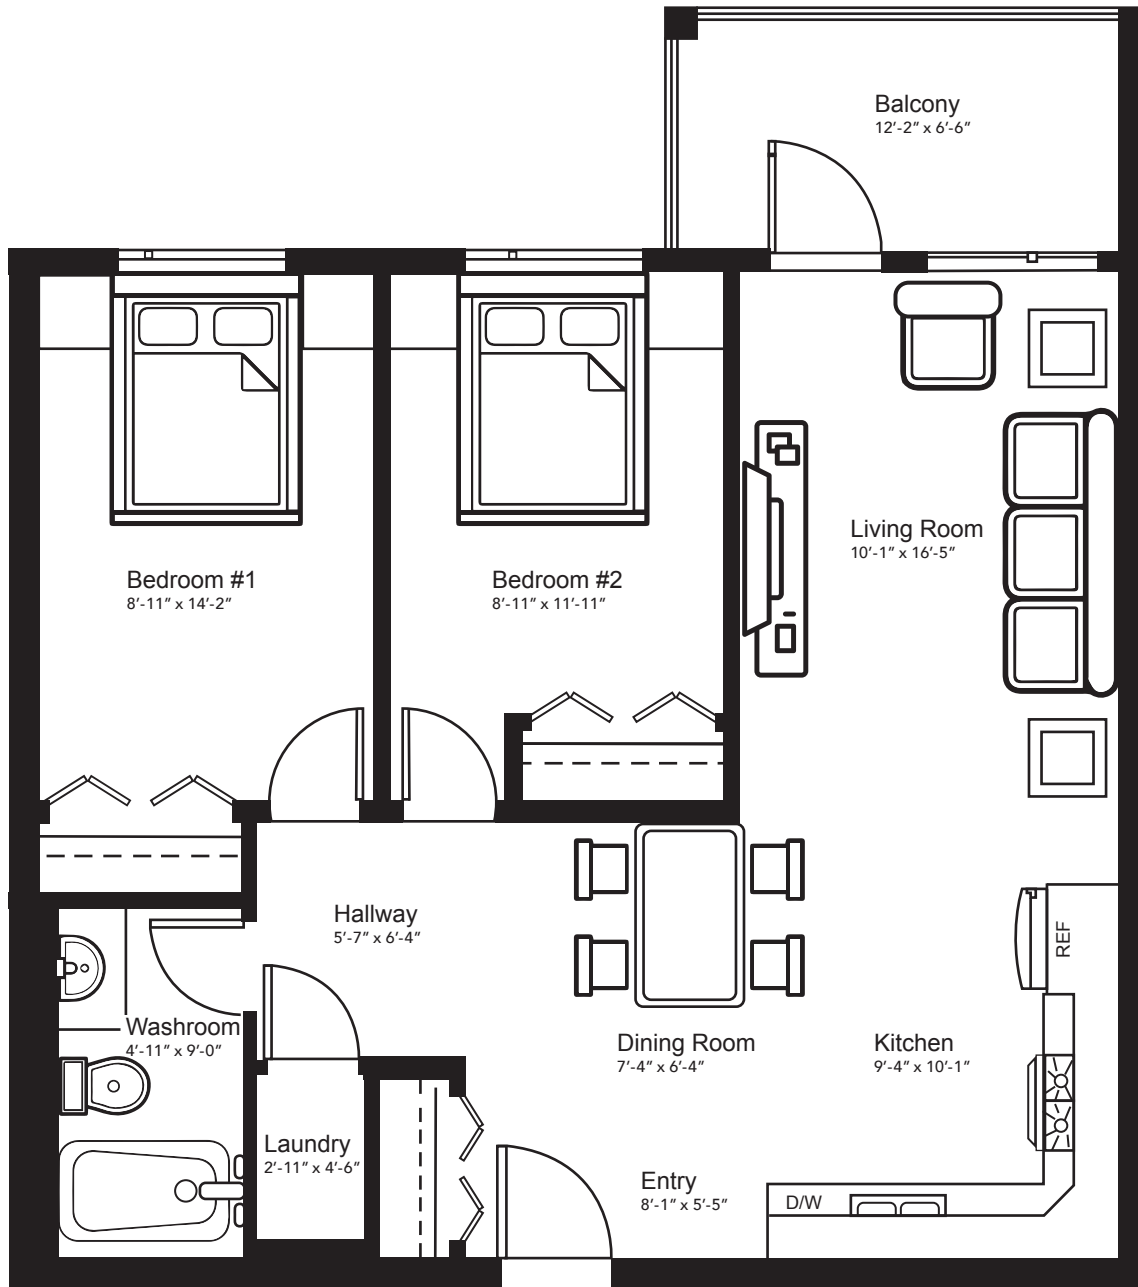 Balcony
12′-2″ x 6′-6″
Living Room
10′-1″ x 16′-5″
Bedroom #1
8′-11″ x 14′-2″
Bedroom #2
8′-11″ x 11′-11″
Hallway
5′-7″ x 6′-4″
REF
Washroom
4′-11″ x 9′-0″
Dining Room
7′-4″ x 6′-4″
Kitchen
9′-4″ x 10′-1″
Laundry
2′-11″ x 4′-6″
Entry
8′-1″ x 5′-5″
D/W